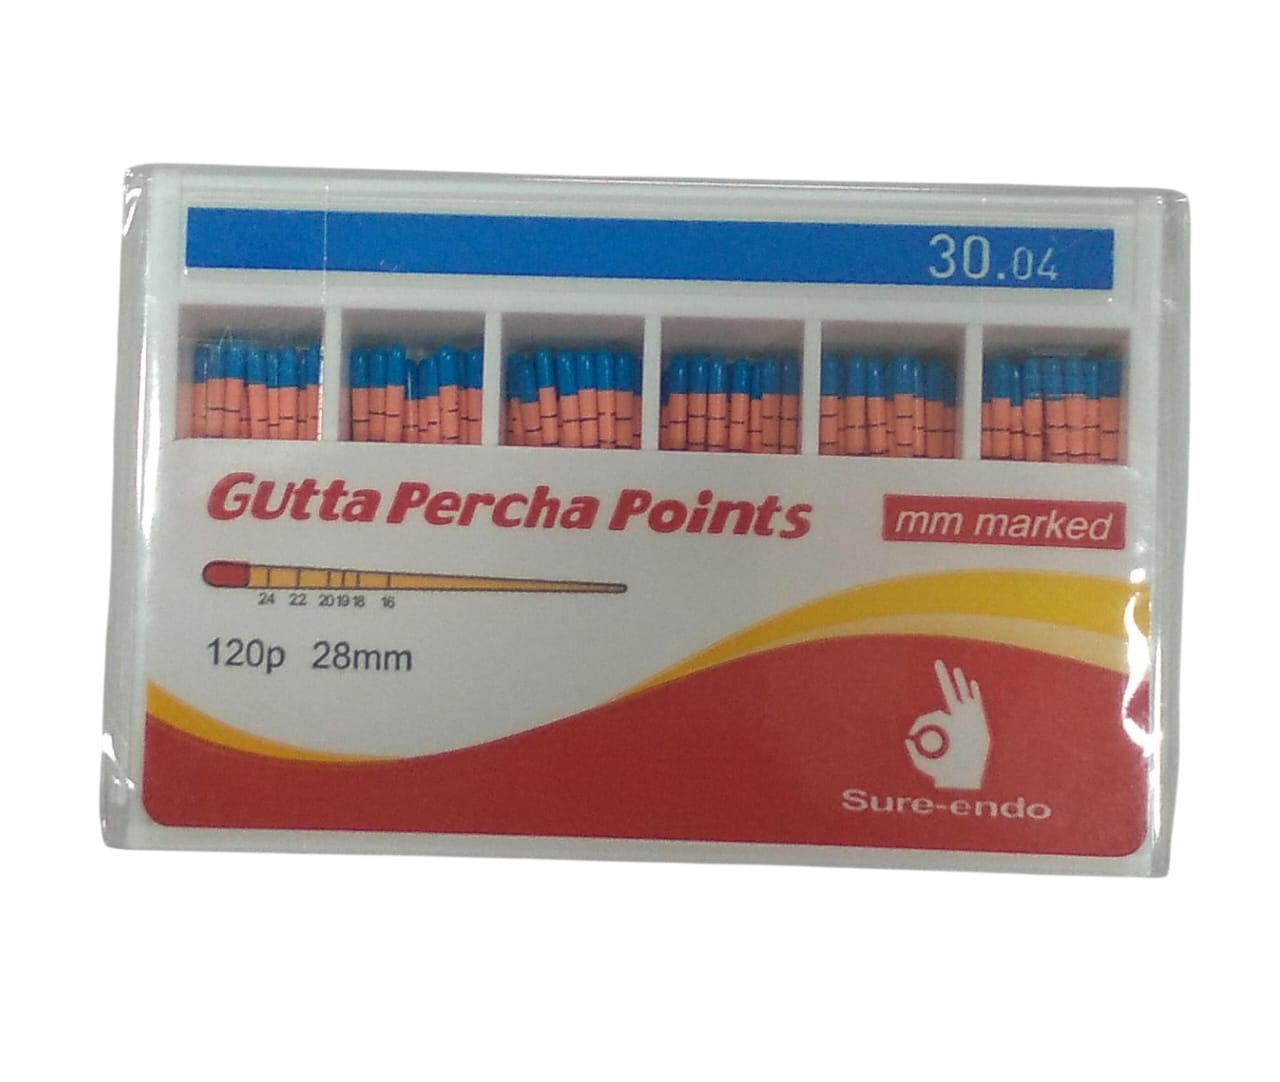 30.04
Gutta Percha Points
mm marked
24 22 20 19 18 16
120p 28mm
Sure-endo